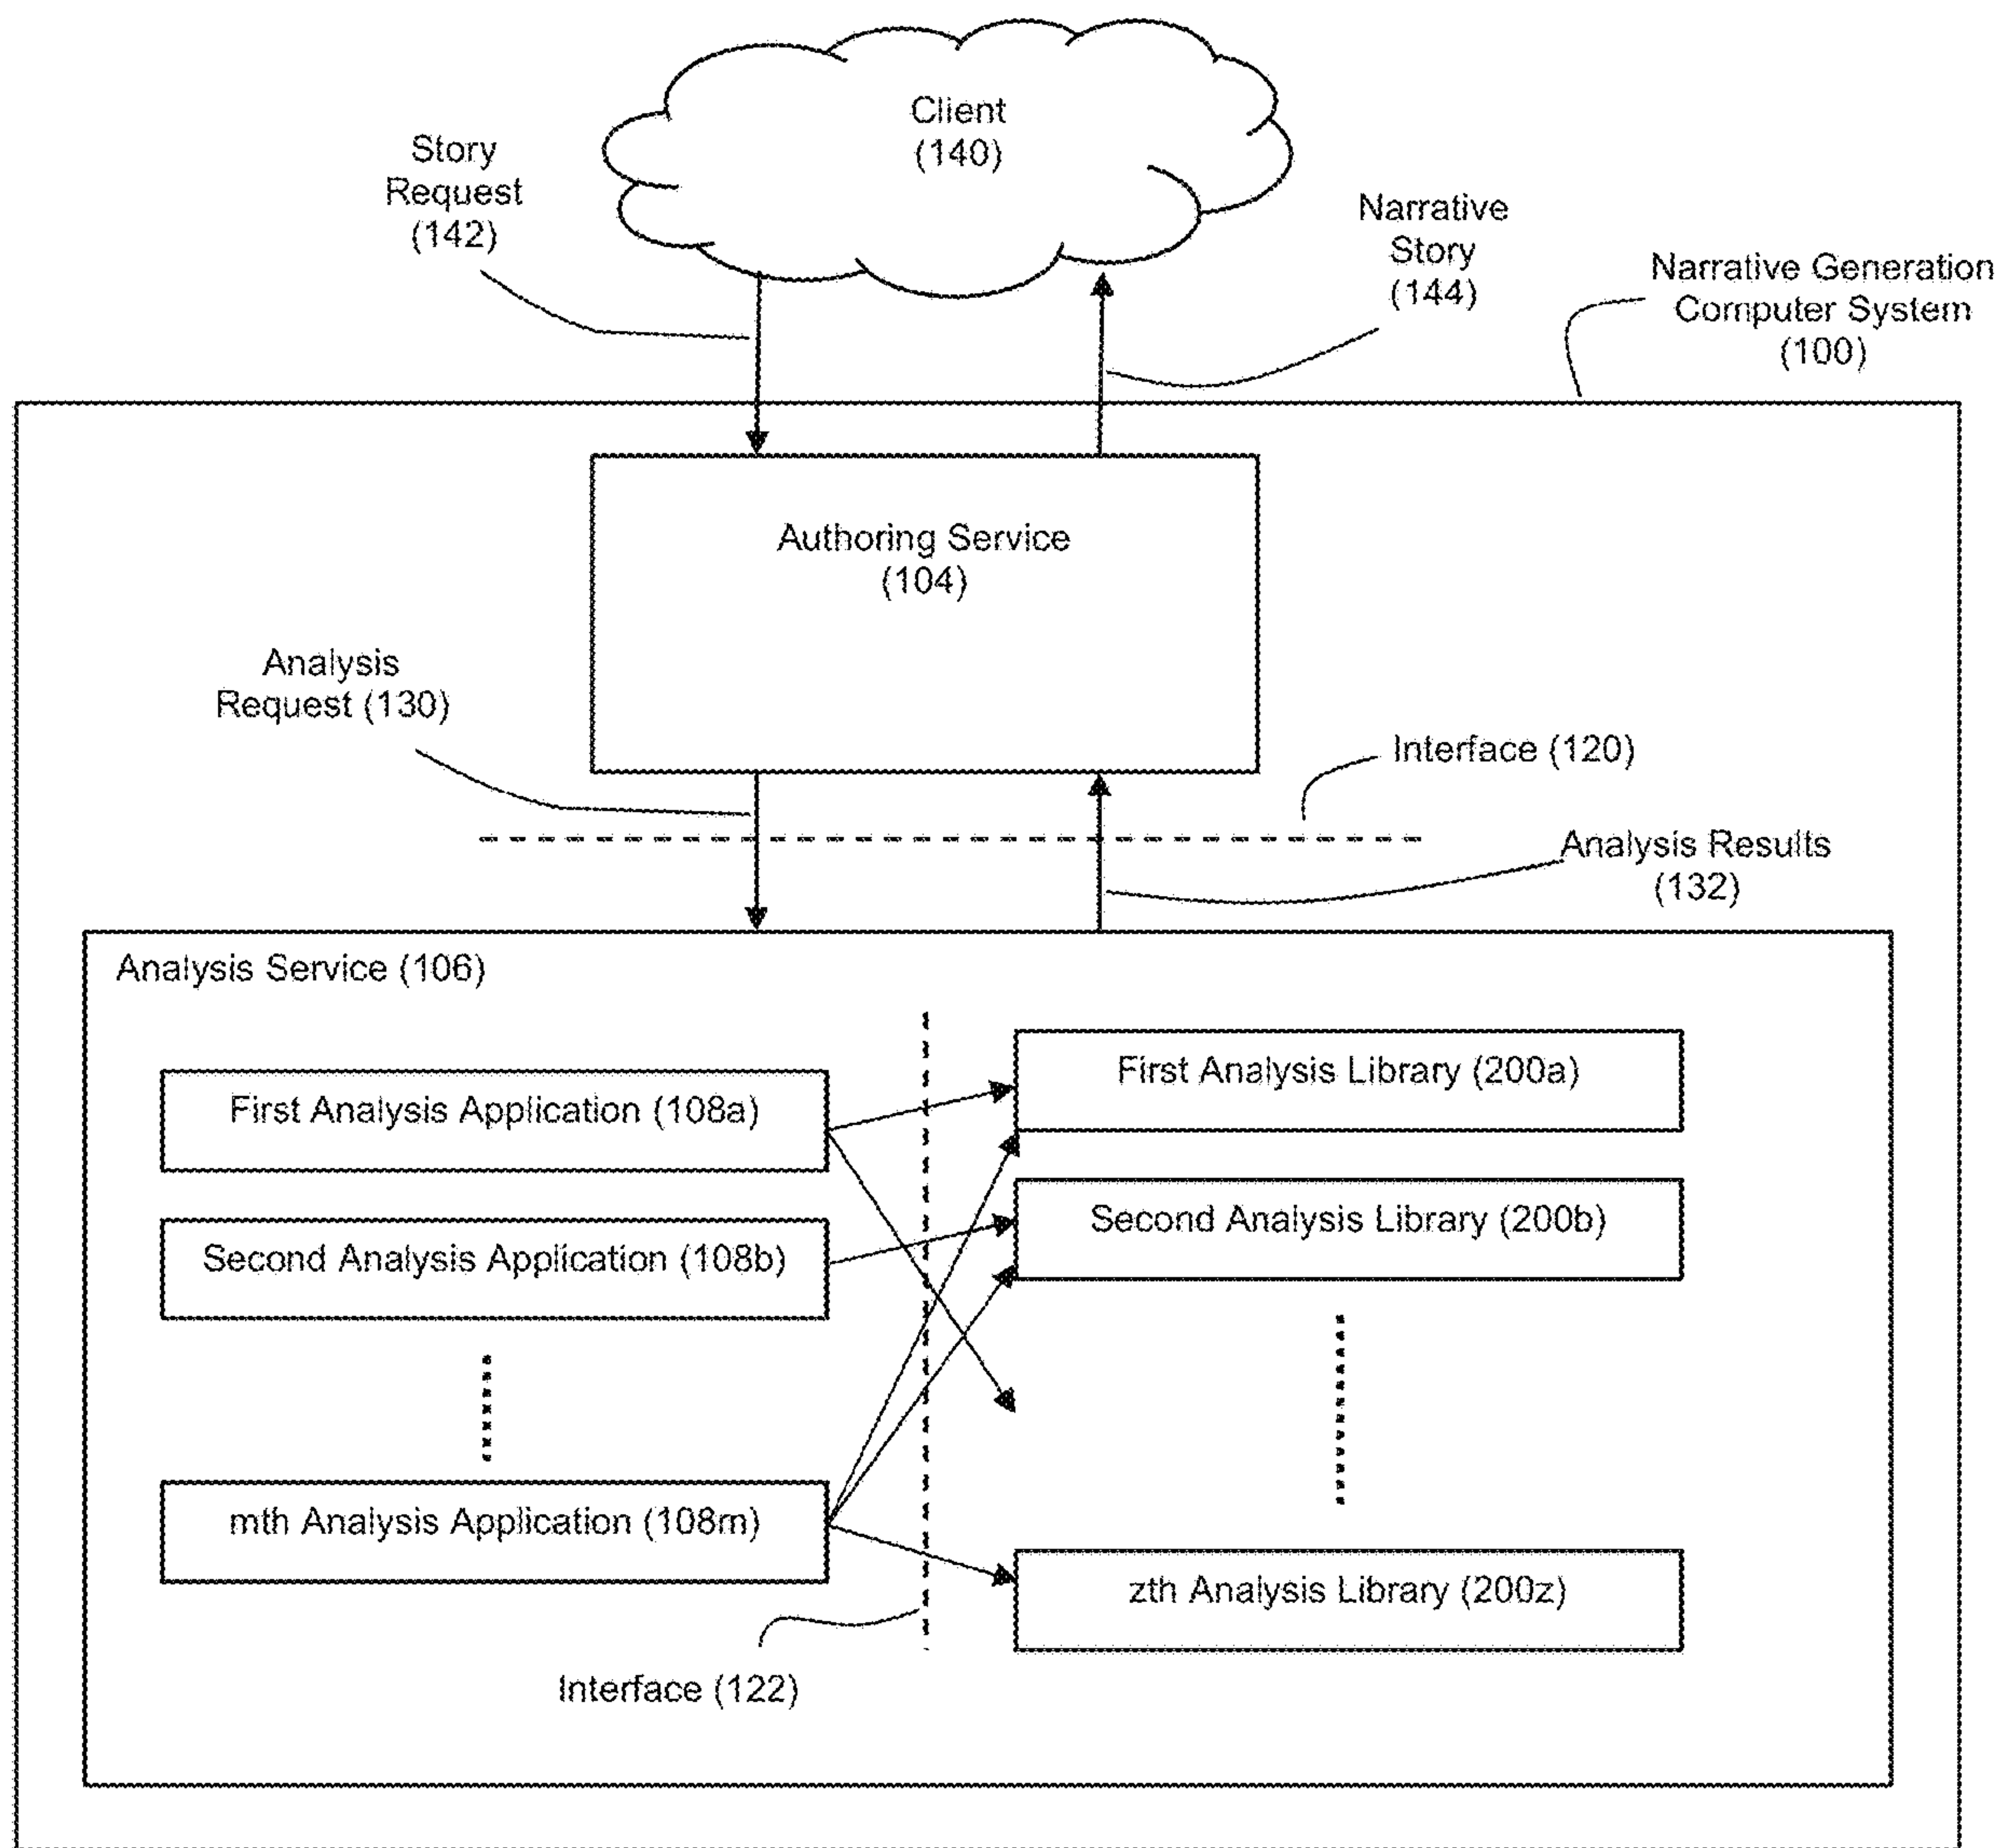 Client
(140)
Story
Request
(142)
Narrative
Story
(144)
Narrative Generation
Computer System
(100)
Authoring Service
(104)
Analysis
Request (130)
Interface (120)
Analysis Results
(132)
Analysis Service (106)
First Analysis Application (108a)
First Analysis Library (200a)
Second Analysis Application (108b)
Second Analysis Library (200b)
mth Analysis Application (108m)
zth Analysis Library (200z)
Interface (122)